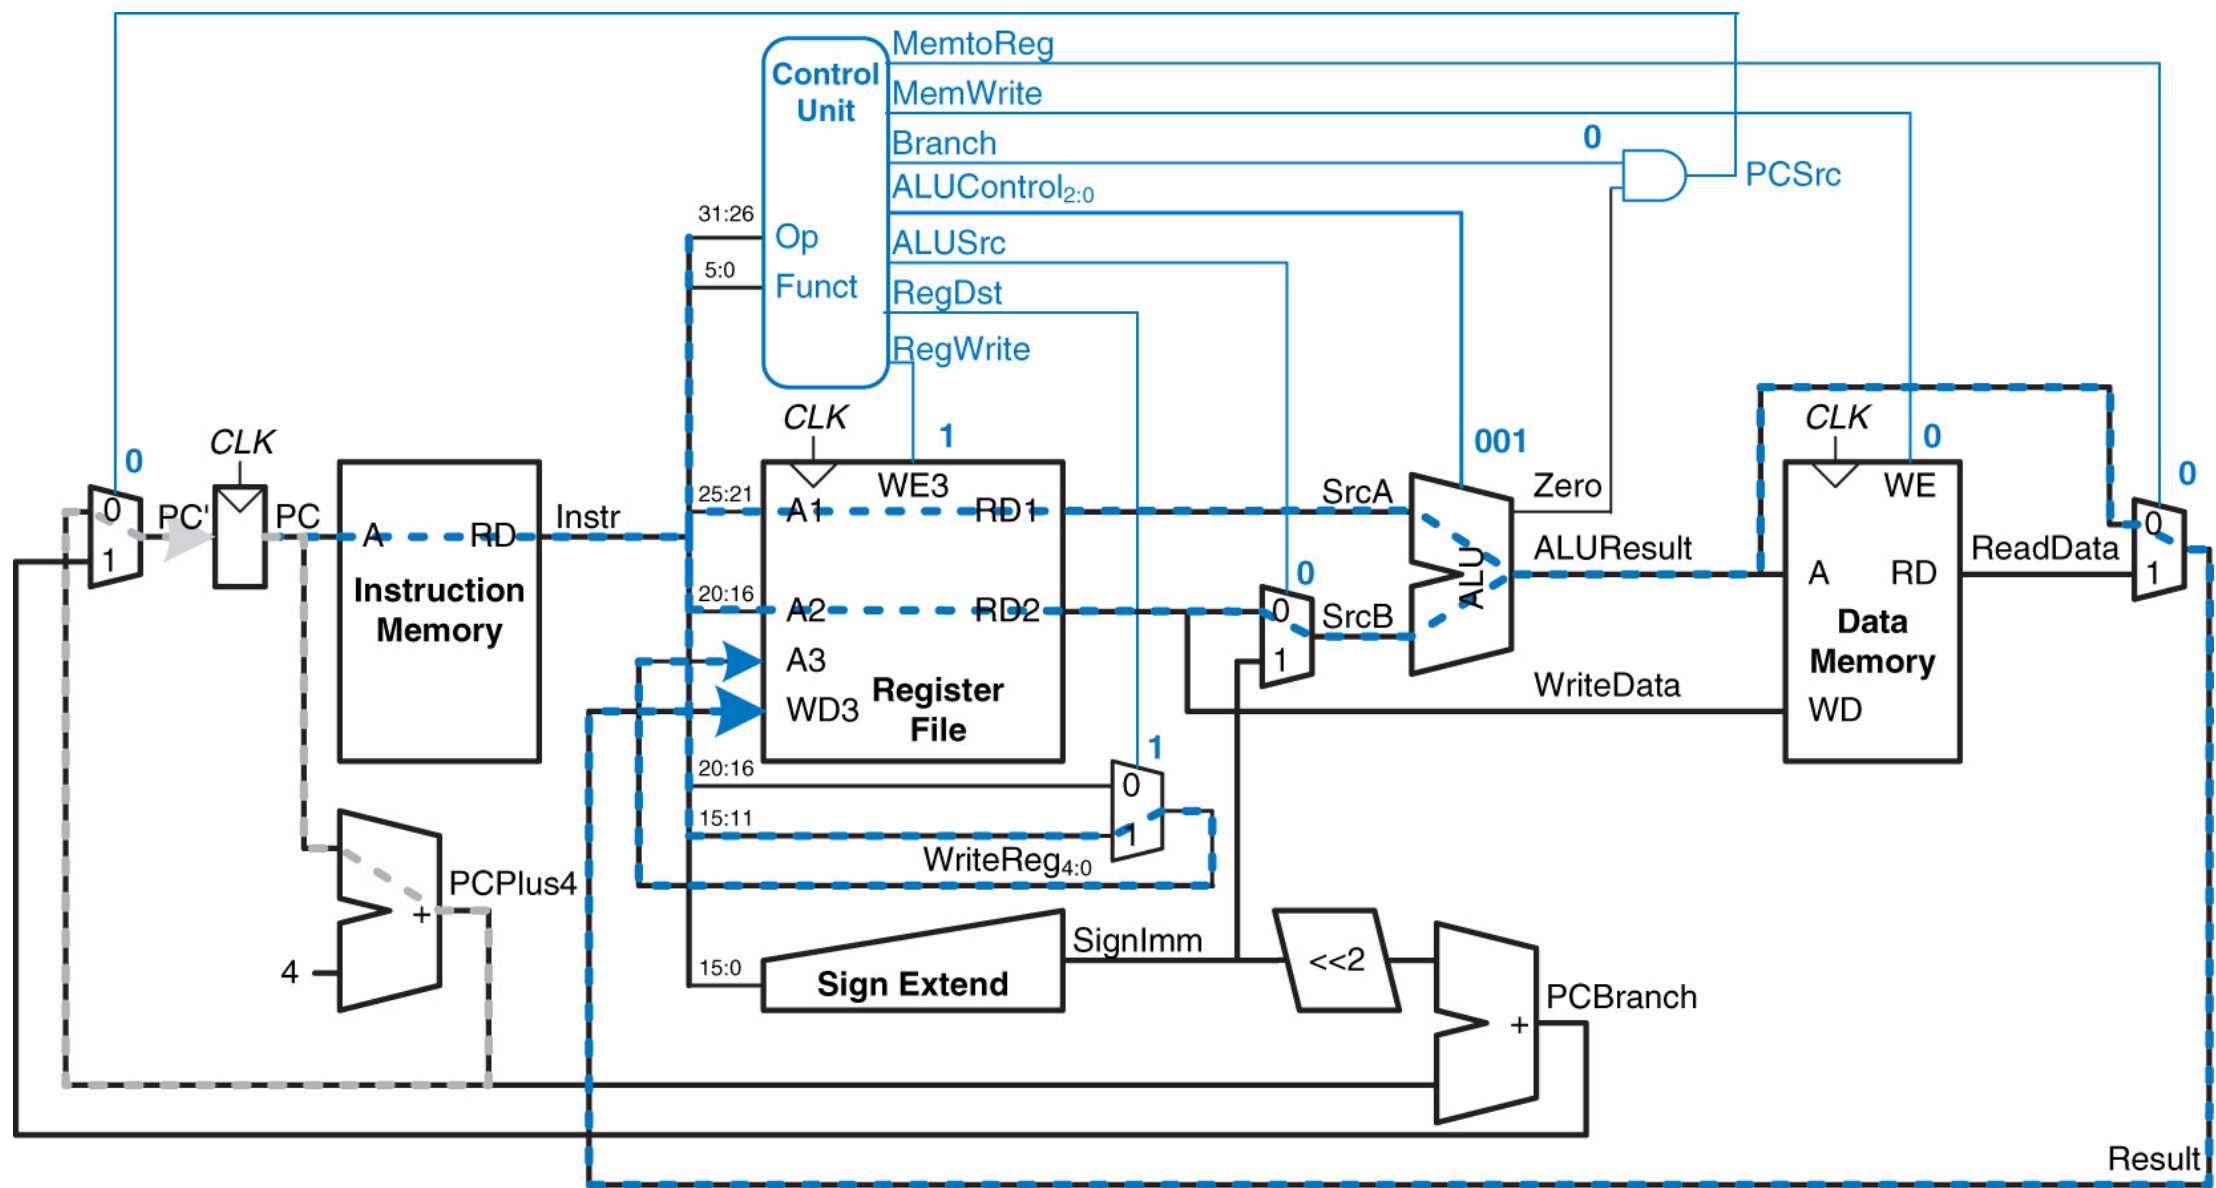 MemtoReg
Control
Unit
MemWrite
Branch
0
PCSrc
ALUControl2:0
31:26
Op
ALUSrc
5:0
Funct
RegDst
RegWrite
CLK
CLK
CLK
0
1
001
0
0
25:21
A1
WE3
RD1
SrcA
Zero
WE
0
1
PC'
PC
A
RD
Instr
Instruction
Memory
20:16
A2
RD2
0
0
1
SrcB
ALU
ALUResult
A
RD
ReadData
0
1
Data
Memory
A3
WD3
Register
File
WriteData
WD
20:16
1
0
1
15:11
WriteReg4:0
PCPlus4
+
4
15:0
Sign Extend
SignImm
<<2
+
PCBranch
Result